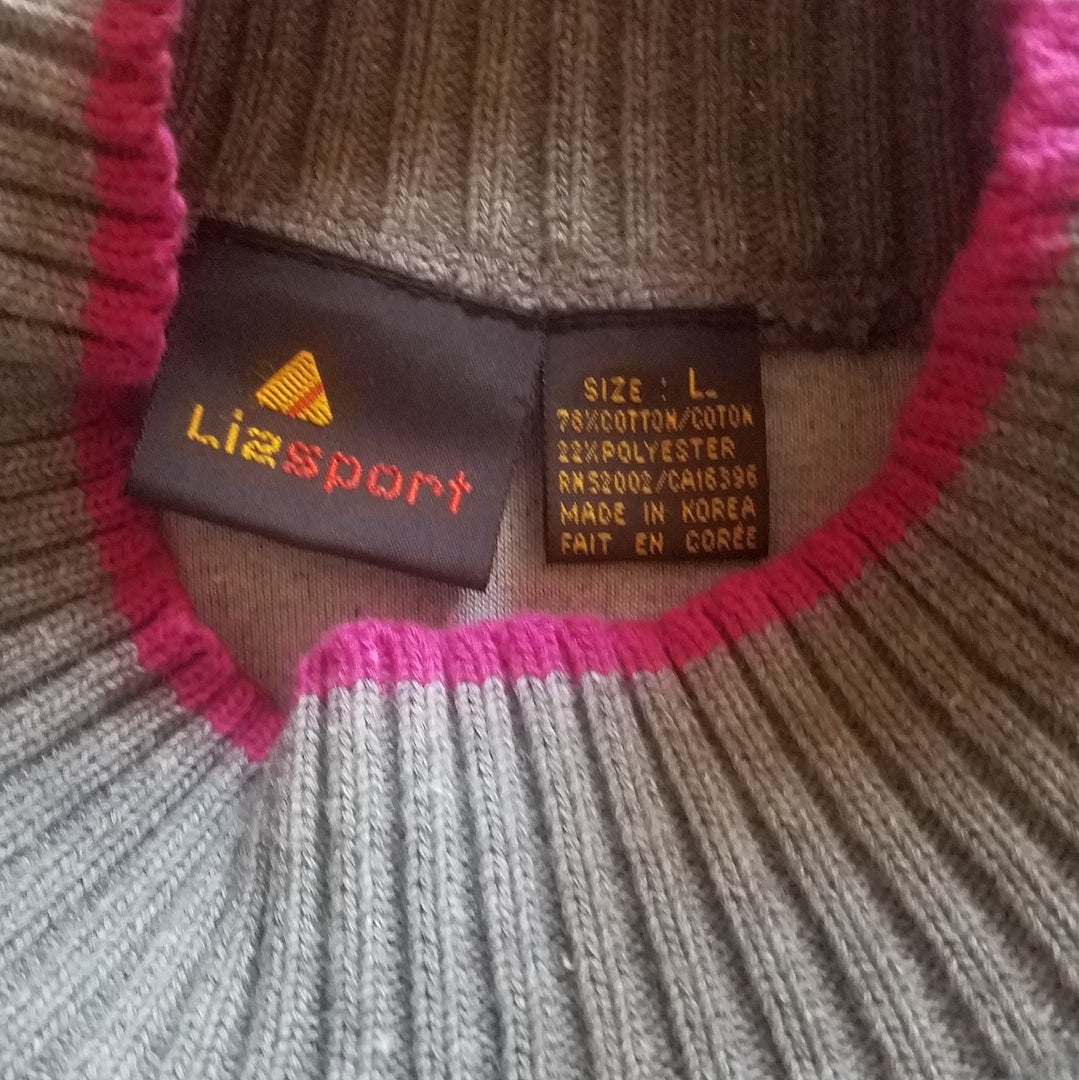 Lizsport
SIZE : L.
78%COTTON/COTON
22%POLYESTER
RN52002/CA16396
MADE IN KOREA
FAIT EN CORÉE